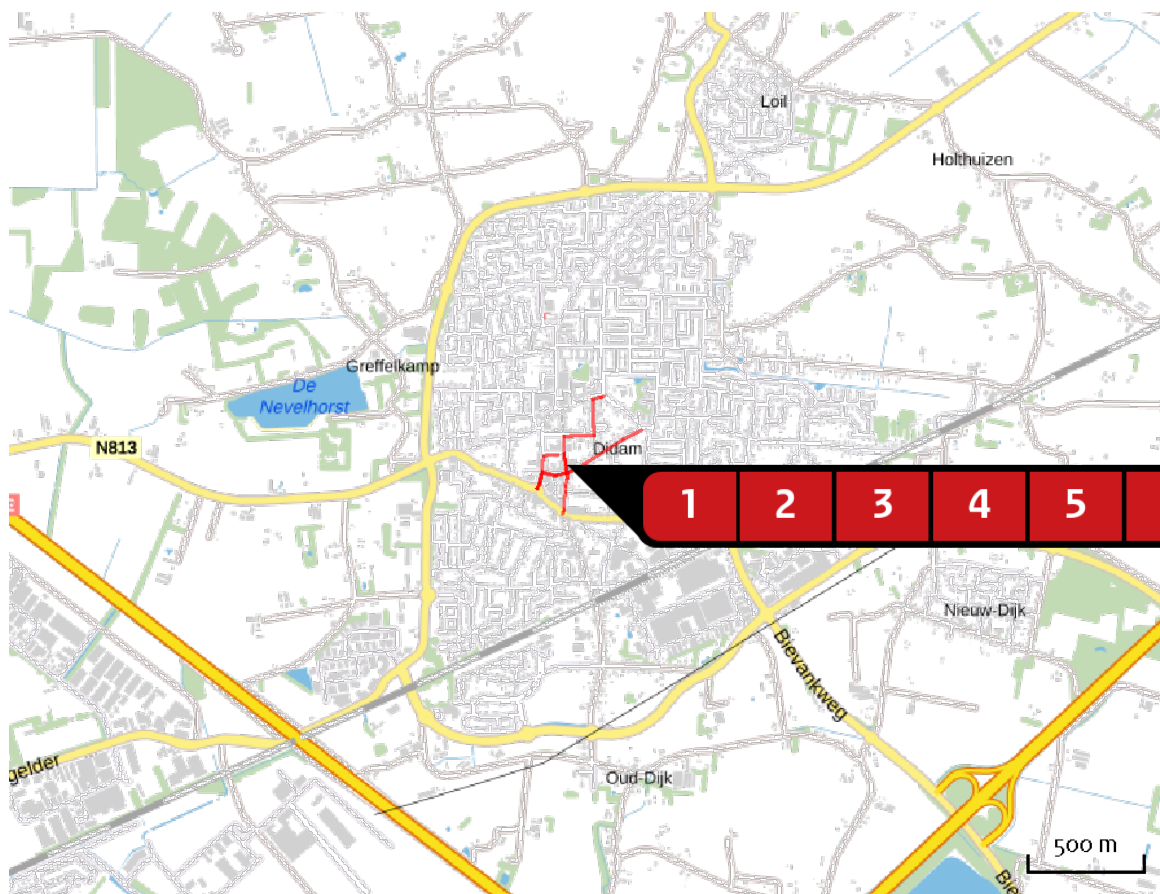 Loil
Holthuizen
Greffelkamp
De
Nevelhorst
N813
Didam
E
1 2 3 4 5
Nieuw-Dijk
Bievankweg
gelder
Oud-Dijk
500 m
Bie